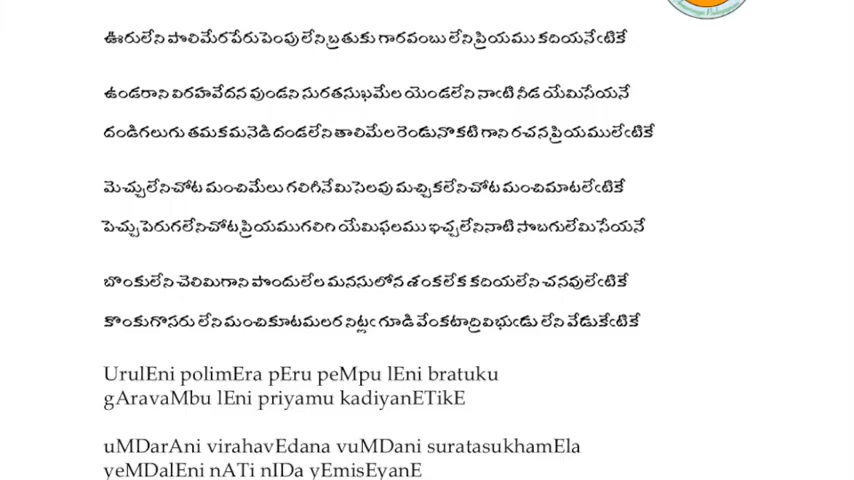 ఊరులేని పొలిమేర పేరు పెంపు లేని బ్రతుకు గారవంబు లేని ప్రియము కదియనేఁటికే
ఉండరాని విరహవేదన వుండని సురతసుఖమేల యెండలేని నాఁటి నీడ యేమిసేయనే
దండిగలుగు తమకమనెడి దండలేని తాలిమేల రెండునొకటి గాని రచన ప్రియములేఁటికే
మెచ్చులేనిచోట మంచిమేలు గలిగీనేమిసెలవు మచ్చికలేనిచోట మంచిమాటలేఁటికే
పెచ్చు పెరుగలేనిచోట ప్రియముగలిగి యేమిఫలము ఇచ్చలేనినాటి సొబగులేమిసేయనే
బొంకులేని చెలిమిగాని పొందులేల మనసులోన శంకలేక కదియలేని చనవులేఁటికే
కొంకుగొసరు లేని మంచికూటమలర నిట్లఁ గూడి వేంకటాద్రివిభుఁడు లేని వేడుకేఁటికే
UrulEni polimEra pEru peMpu lEni bratuku
gAravaMbu lEni priyamu kadiyanETikE
uMDarAni virahavEdana vuMDani suratasukhamEla
yeMDalEni nATi nIDa yEmisEyanE